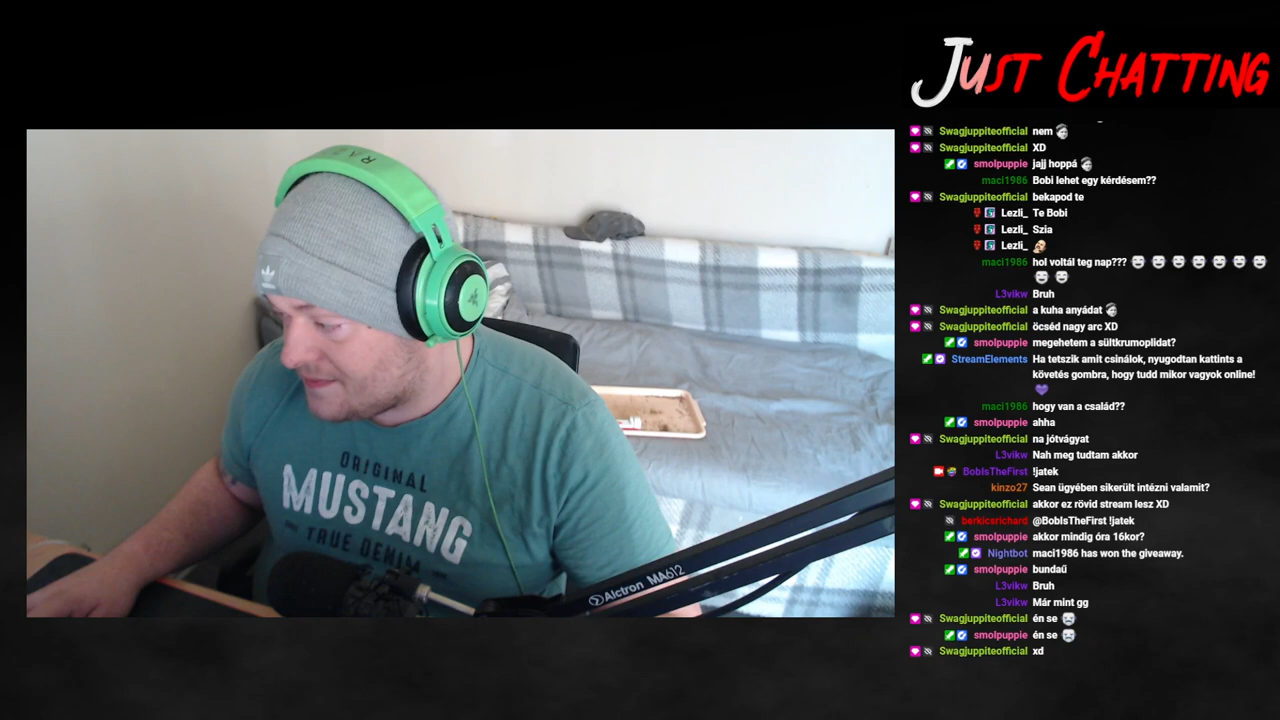 JUST CHATTING
Swagjuppiteofficial nem
Swagjuppiteofficial XD
smolpuppie jajj hoppá
maci1986 Bobi lehet egy kérdésem??
Swagjuppiteofficial bekapod te
Lezli_ Te Bobi
Lezli_ Szia
Lezli_
maci1986 hol voltál teg nap???
L3vikw Bruh
Swagjuppiteofficial a kuha anyádat
Swagjuppiteofficial öcséd nagy arc XD
smolpuppie megehetem a sültkrumoplidat?
StreamElements Ha tetszik amit csinálok, nyugodtan kattints a
követés gombra, hogy tudd mikor vagyok online!
maci1986 hogy van a család??
smolpuppie ahha
Swagjuppiteofficial na jótvágyat
L3vikw Nah meg tudtam akkor
BobIsTheFirst !jatek
kinzo27 Sean ügyében sikerült intézni valamit?
Swagjuppiteofficial akkor ez rövid stream lesz XD
berkicsrichard @BobIsTheFirst !jatek
smolpuppie akkor mindig óra 16kor?
Nightbot maci1986 has won the giveaway.
smolpuppie bundaű
L3vikw Bruh
L3vikw Már mint gg
Swagjuppiteofficial én se
smolpuppie én se
Swagjuppiteofficial xd
ORIGINAL
MUSTANG
TRUE DENIM
Alctron MA612